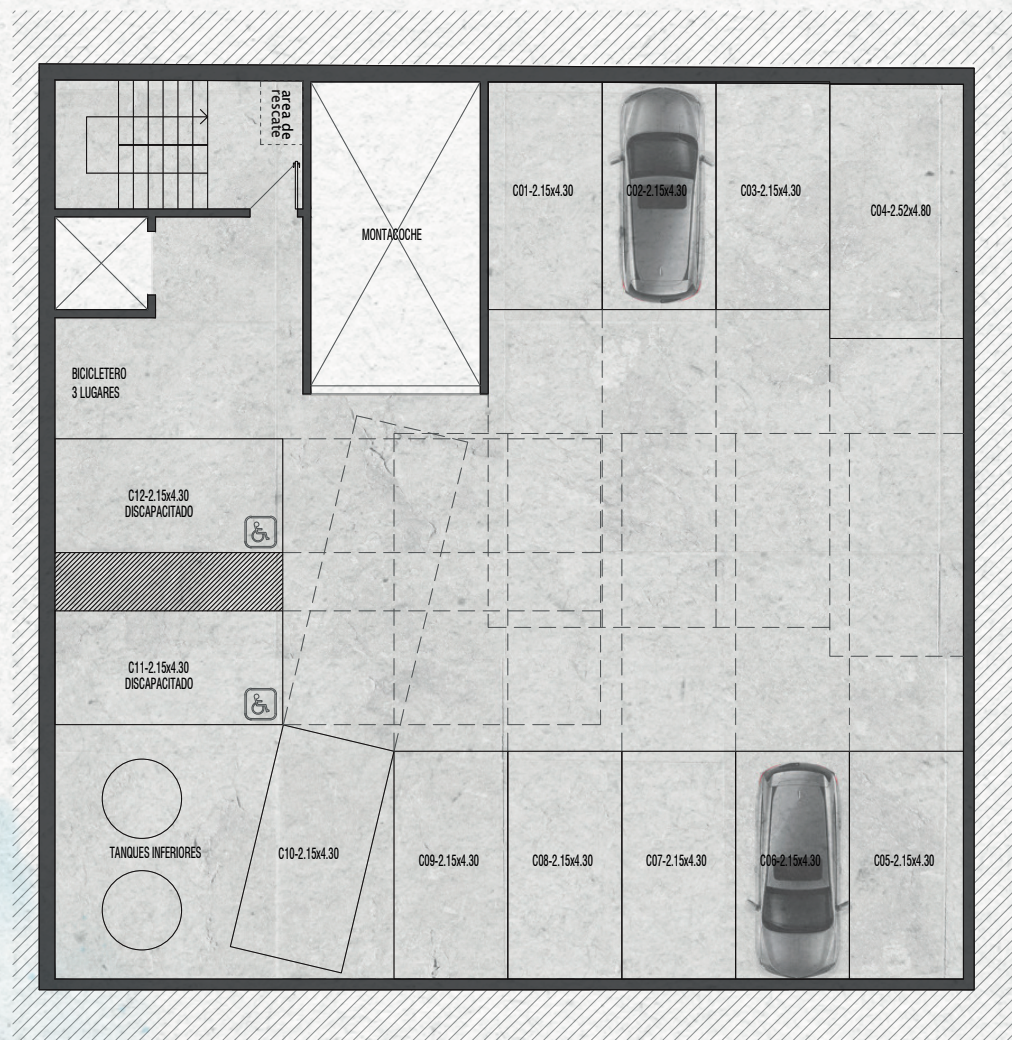 area de
rescate
MONTACOCHE
C01-2.15x4.30
C02-2.15x4.30
C03-2.15x4.30
C04-2.52x4.80
BICICLETERO
3 LUGARES
C12-2.15x4.30
DISCAPACITADO
C11-2.15x4.30
DISCAPACITADO
TANQUES INFERIORES
C10-2.15x4.30
C09-2.15x4.30
C08-2.15x4.30
C07-2.15x4.30
C06-2.15x4.30
C05-2.15x4.30